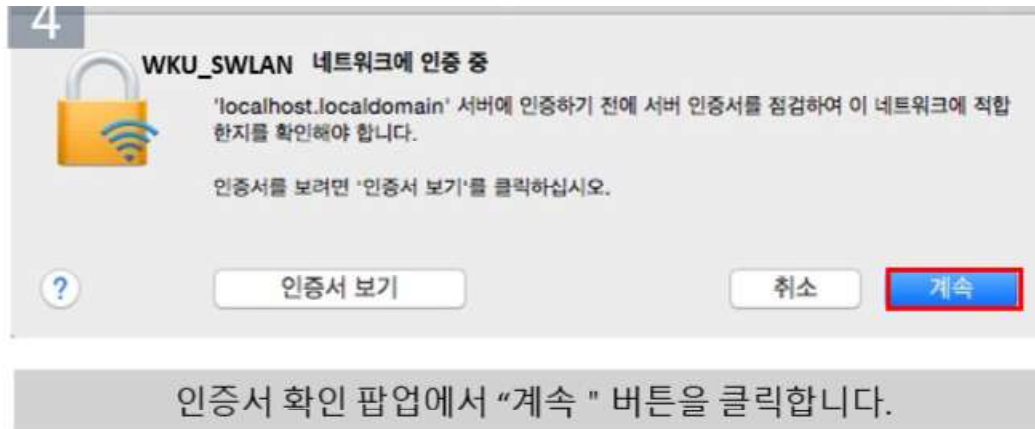 4
WKU_SWLAN 네트워크에 인증 중
'localhost.localdomain' 서버에 인증하기 전에 서버 인증서를 점검하여 이 네트워크에 적합
한지를 확인해야 합니다.
인증서를 보려면 '인증서 보기'를 클릭하십시오.
? 인증서 보기 취소 계속
인증서 확인 팝업에서 “계속 " 버튼을 클릭합니다.